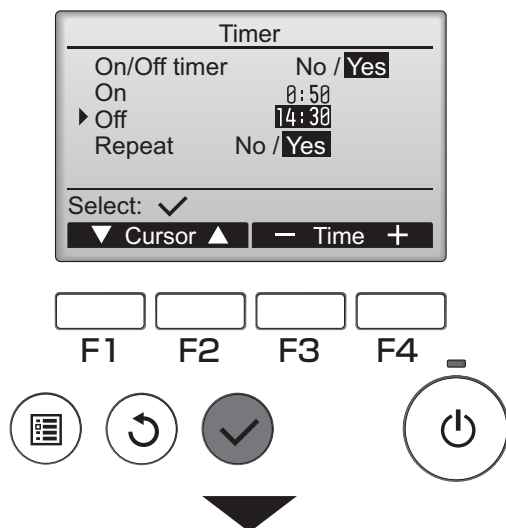 Timer
On/Off timer No / Yes
On 0:50
Off 14:30
Repeat No / Yes
Select:
Cursor − Time +
F1 F2 F3 F4